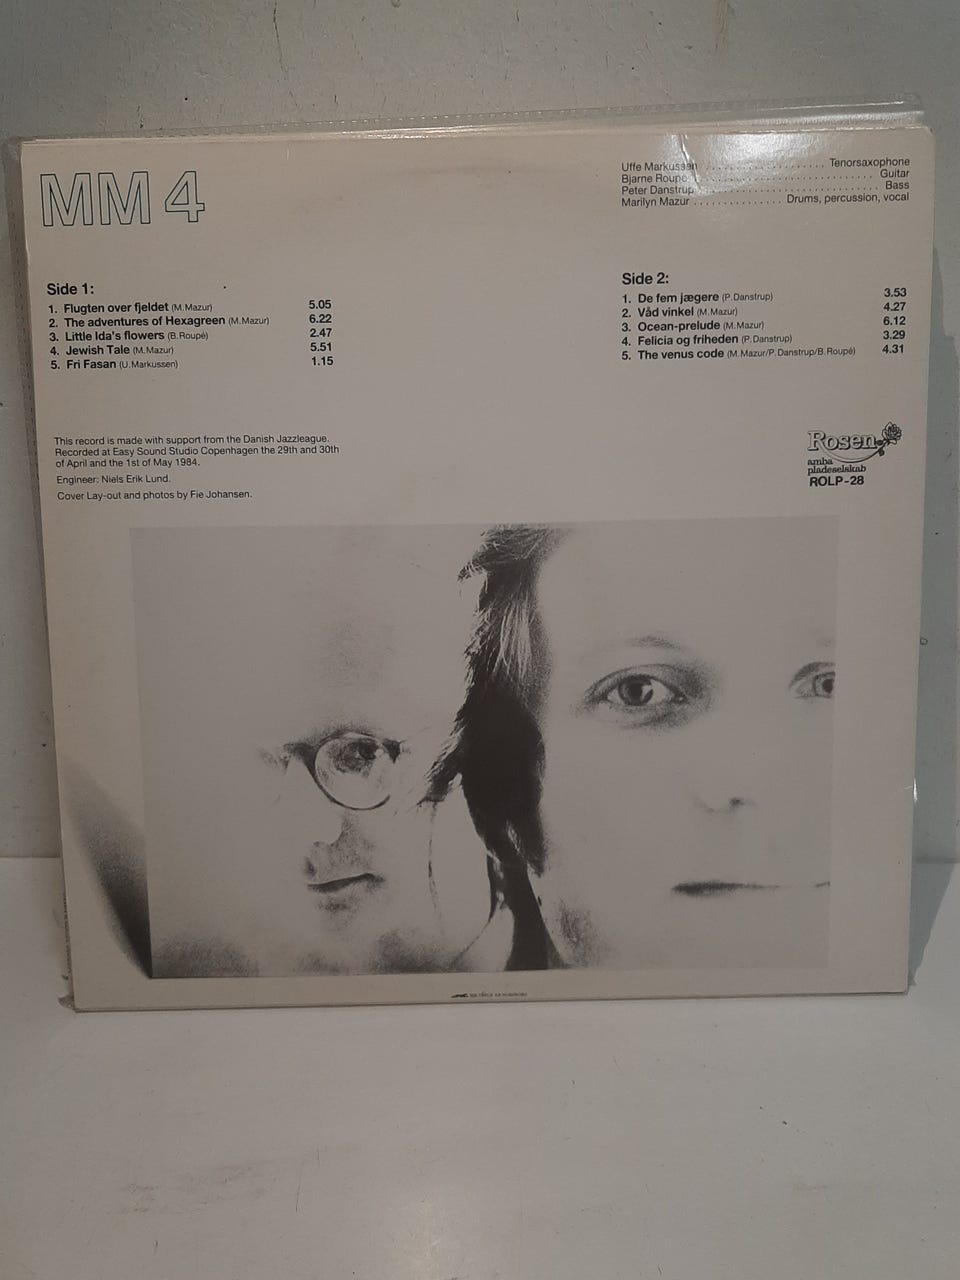 MM 4
Uffe Markussen ........................ Tenorsaxophone
Bjarne Roupé ........................ Guitar
Peter Danstrup ........................ Bass
Marilyn Mazur ............... Drums, percussion, vocal
Side 1:
1. Flugten over fjeldet (M.Mazur) 5.05
2. The adventures of Hexagreen (M.Mazur) 6.22
3. Little Ida's flowers (B.Roupé) 2.47
4. Jewish Tale (M.Mazur) 5.51
5. Fri Fasan (U.Markussen) 1.15
Side 2:
1. De fem jægere (P.Danstrup) 3.53
2. Våd vinkel (M.Mazur) 4.27
3. Ocean-prelude (M.Mazur) 6.12
4. Felicia og friheden (P.Danstrup) 3.29
5. The venus code (M.Mazur/P.Danstrup/B.Roupé) 4.31
This record is made with support from the Danish Jazzleague.
Recorded at Easy Sound Studio Copenhagen the 29th and 30th
of April and the 1st of May 1984.
Engineer: Niels Erik Lund.
Cover Lay-out and photos by Fie Johansen.
Rosen
amba
pladeselskab
ROLP-28